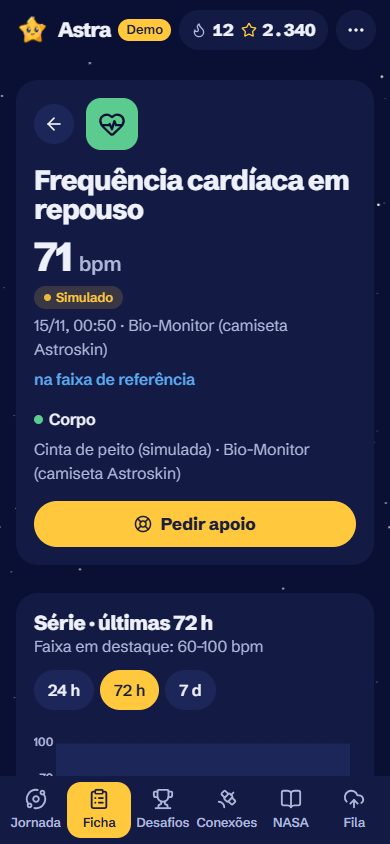 Astra Demo 12 2.340
Frequência cardíaca em
repouso
71 bpm
Simulado
15/11, 00:50 · Bio-Monitor (camiseta
Astroskin)
na faixa de referência
Corpo
Cinta de peito (simulada) · Bio-Monitor
(camiseta Astroskin)
Pedir apoio
Série · últimas 72 h
Faixa em destaque: 60–100 bpm
24 h 72 h 7 d
100
Jornada Ficha Desafios Conexões NASA Fila